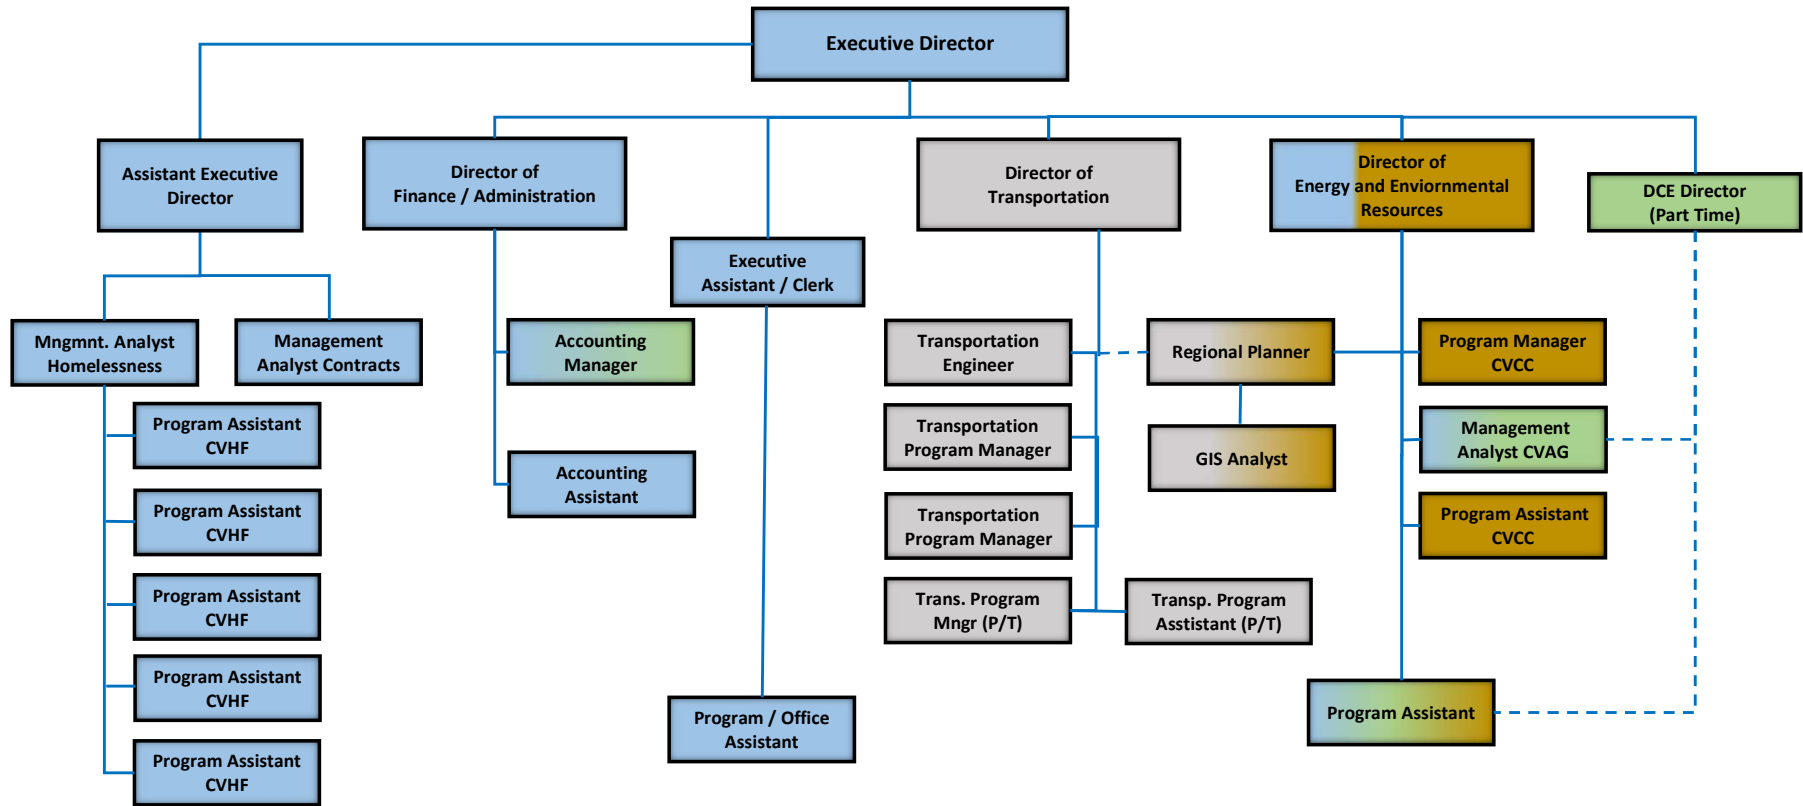 Executive Director
Assistant Executive
Director
Director of
Finance / Administration
Director of
Transportation
Director of
Energy and Enviornmental
Resources
DCE Director
(Part Time)
Executive
Assistant / Clerk
Mngmnt. Analyst
Homelessness
Management
Analyst Contracts
Accounting
Manager
Transportation
Engineer
Regional Planner
Program Manager
CVCC
Program Assistant
CVHF
Transportation
Program Manager
Management
Analyst CVAG
GIS Analyst
Accounting
Assistant
Program Assistant
CVHF
Transportation
Program Manager
Program Assistant
CVCC
Program Assistant
CVHF
Trans. Program
Mngr (P/T)
Transp. Program
Asstistant (P/T)
Program Assistant
CVHF
Program / Office
Assistant
Program Assistant
Program Assistant
CVHF